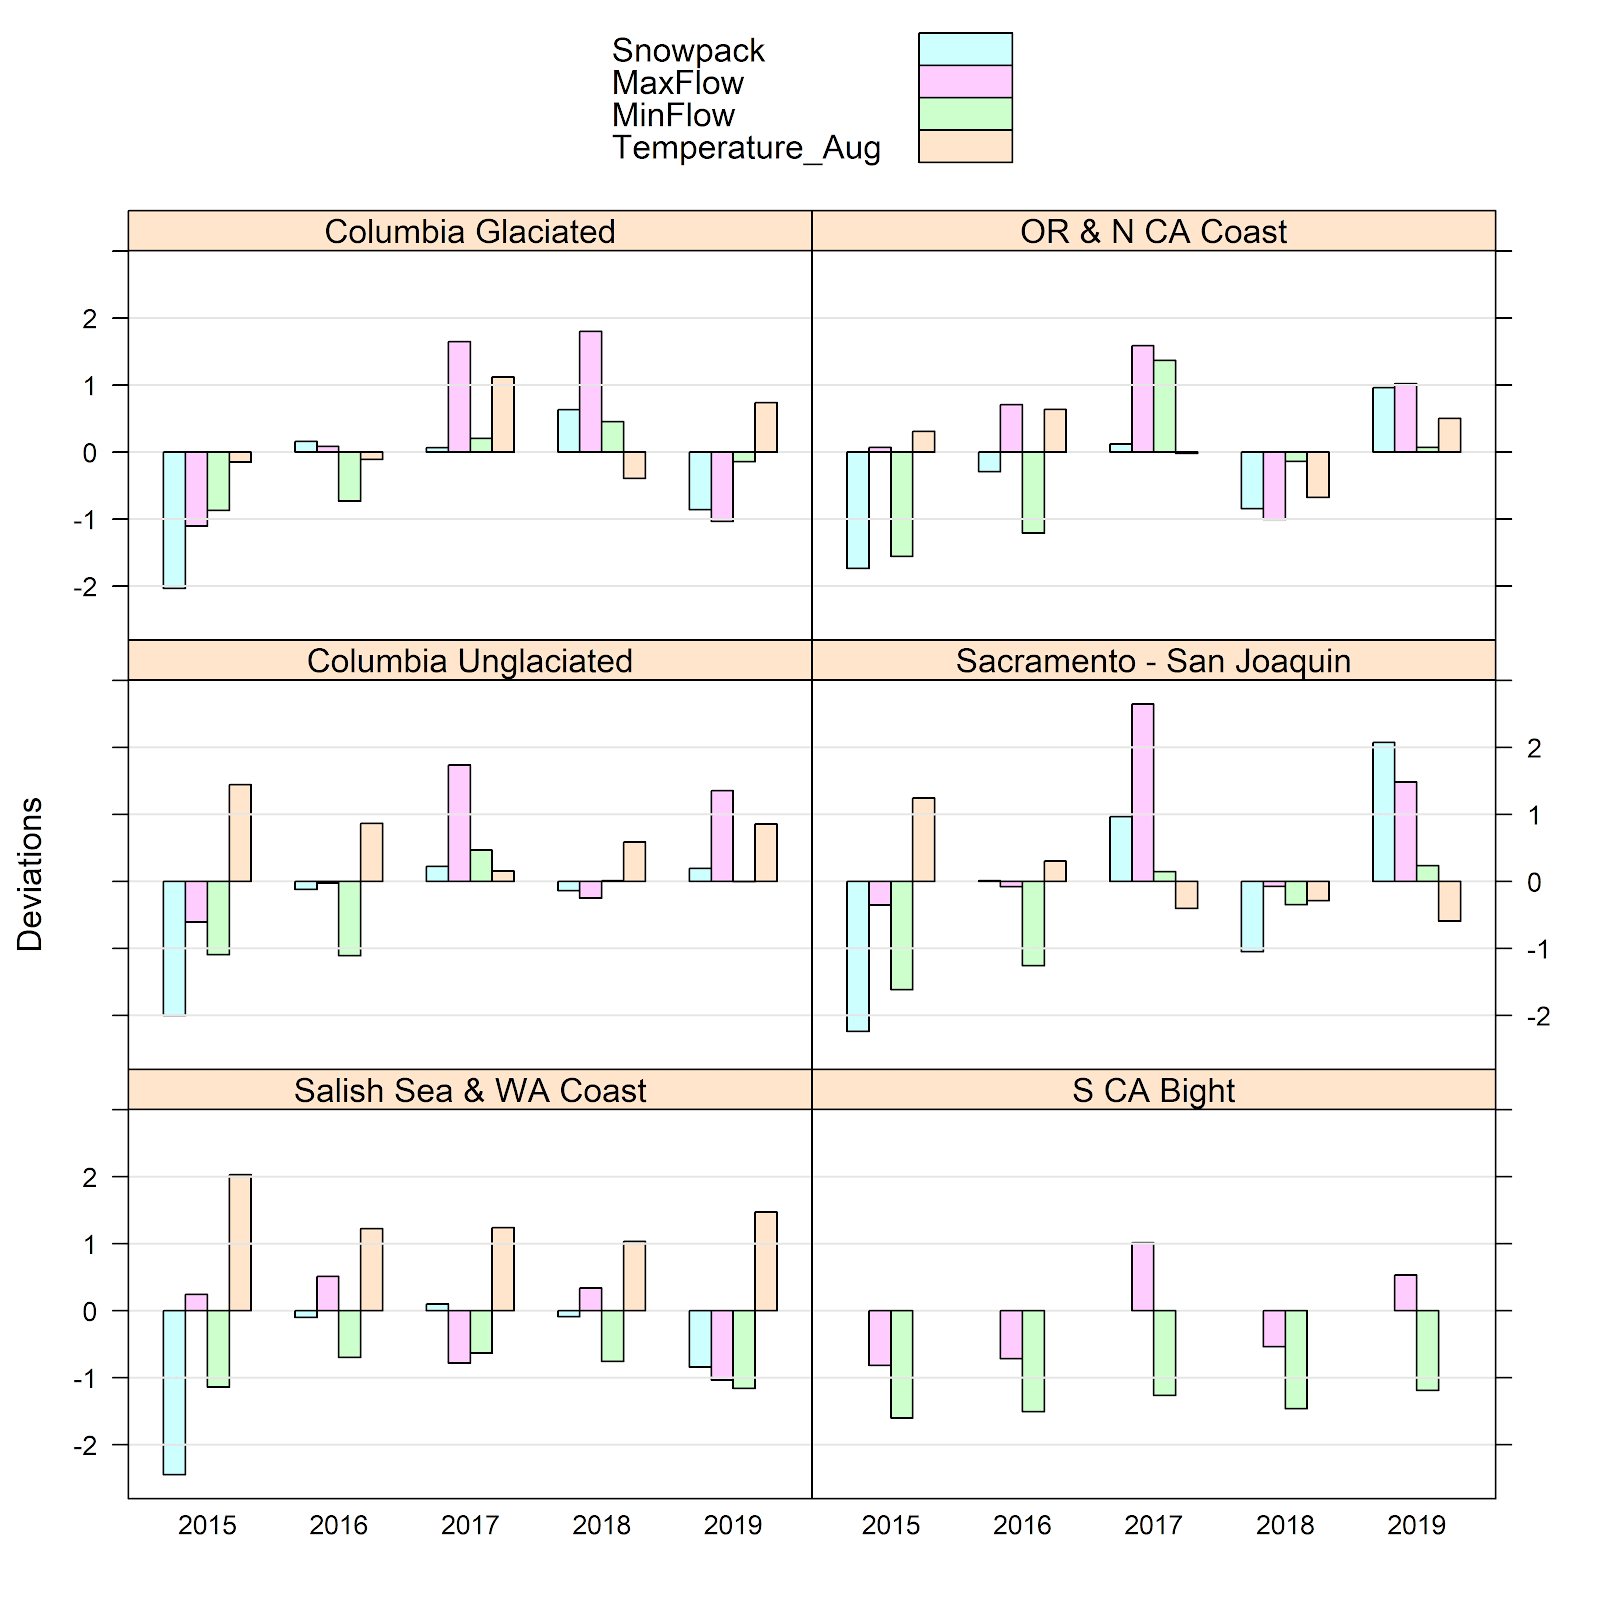 Snowpack
MaxFlow
MinFlow
Temperature_Aug
Columbia Glaciated
OR & N CA Coast
2
1
0
-1
-2
Columbia Unglaciated
Sacramento - San Joaquin
2
1
0
-1
-2
Deviations
Salish Sea & WA Coast
S CA Bight
2
1
0
-1
-2
2015 2016 2017 2018 2019 2015 2016 2017 2018 2019